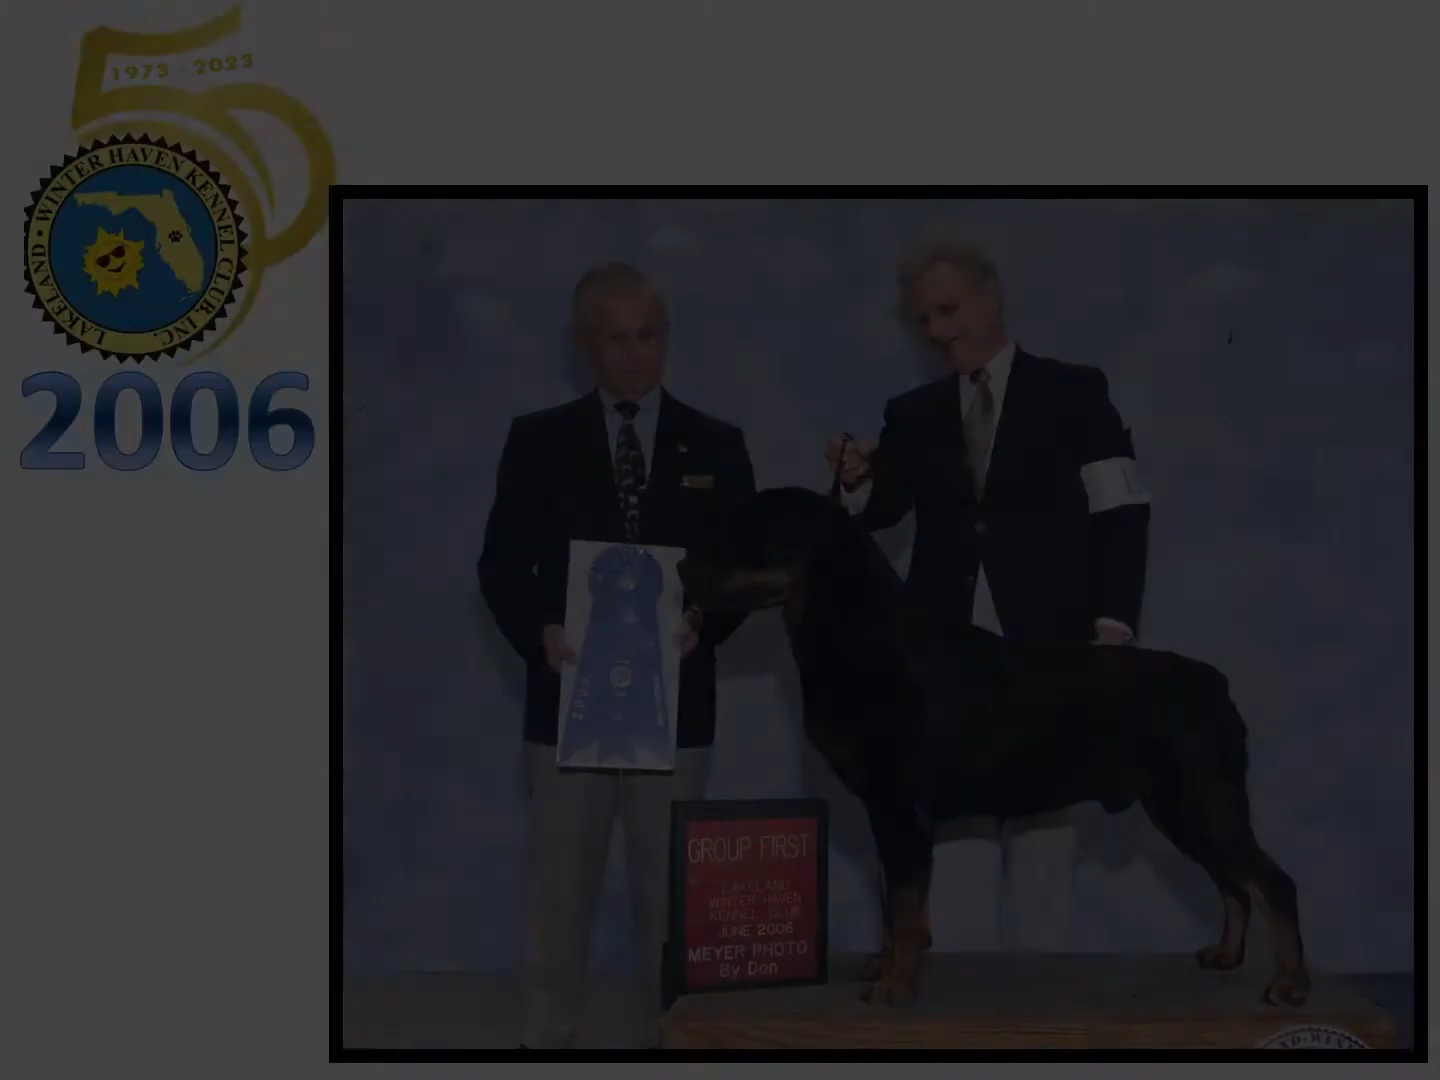 1973 - 2023
LAKELAND · WINTER HAVEN KENNEL CLUB, INC.
2006
GROUP FIRST
LAKELAND
WINTER HAVEN
KENNEL CLUB
JUNE 2006
MEYER PHOTO
By Don